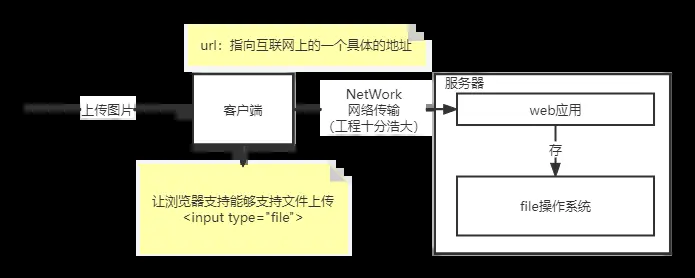 url：指向互联网上的一个具体的地址
上传图片
客户端
NetWork
网络传输
（工程十分浩大）
服务器
web应用
存
file操作系统
让浏览器支持能够支持文件上传
<input type="file">